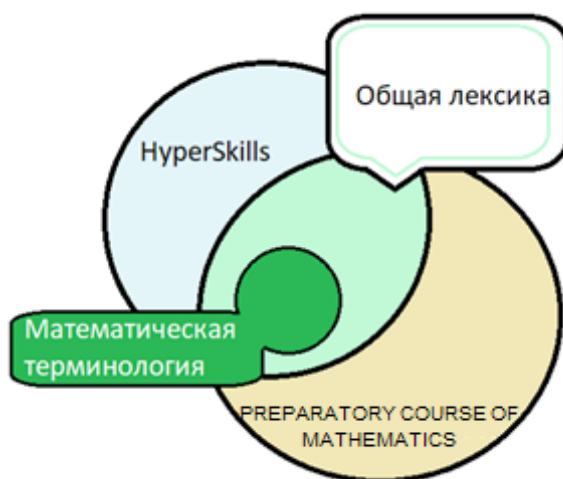 Общая лексика
HyperSkills
Математическая
терминология
PREPARATORY COURSE OF
MATHEMATICS